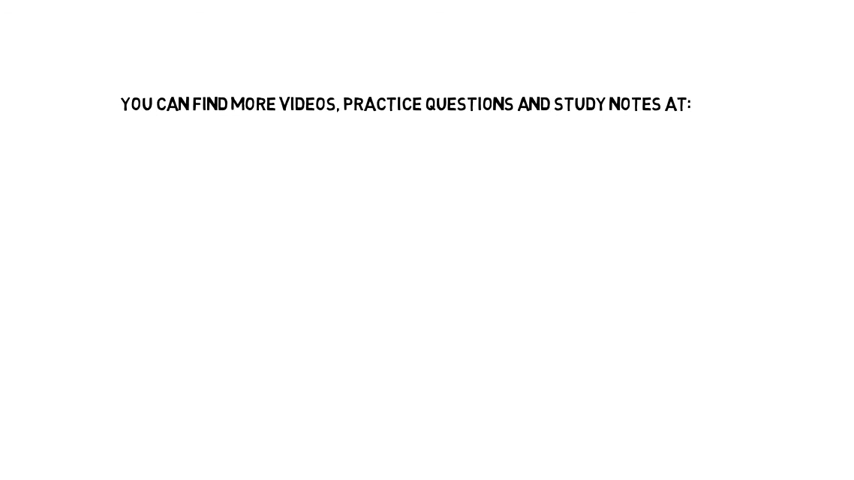 YOU CAN FIND MORE VIDEOS, PRACTICE QUESTIONS AND STUDY NOTES AT: